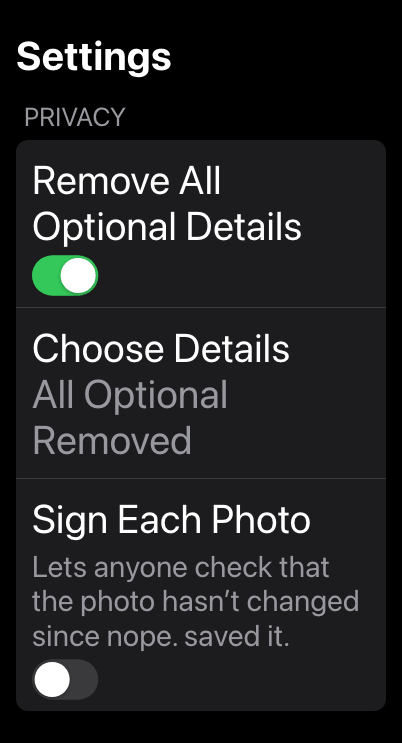 Settings
PRIVACY
Remove All
Optional Details
Choose Details
All Optional
Removed
Sign Each Photo
Lets anyone check that
the photo hasn’t changed
since nope. saved it.